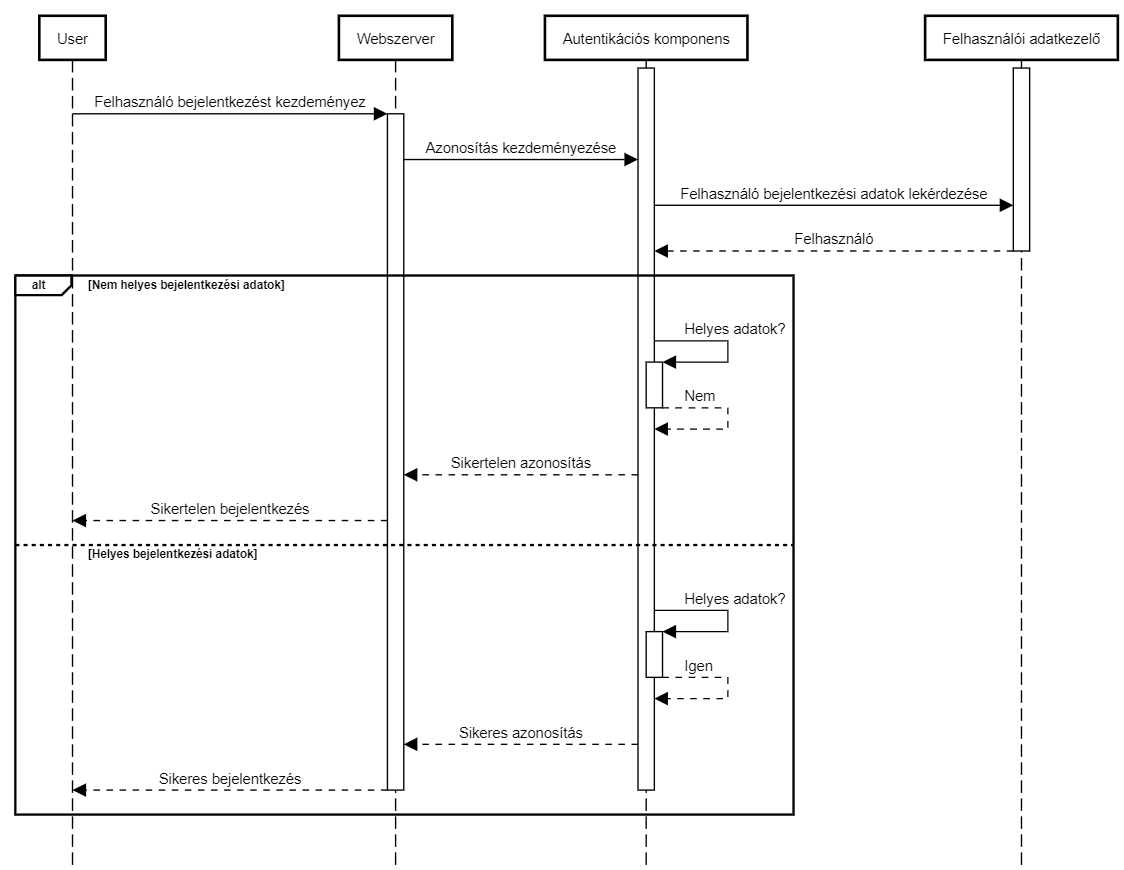 User
Webszerver
Autentikációs komponens
Felhasználói adatkezelő
Felhasználó bejelentkezést kezdeményez
Azonosítás kezdeményezése
Felhasználó bejelentkezési adatok lekérdezése
Felhasználó
alt
[Nem helyes bejelentkezési adatok]
Helyes adatok?
Nem
Sikertelen azonosítás
Sikertelen bejelentkezés
[Helyes bejelentkezési adatok]
Helyes adatok?
Igen
Sikeres azonosítás
Sikeres bejelentkezés